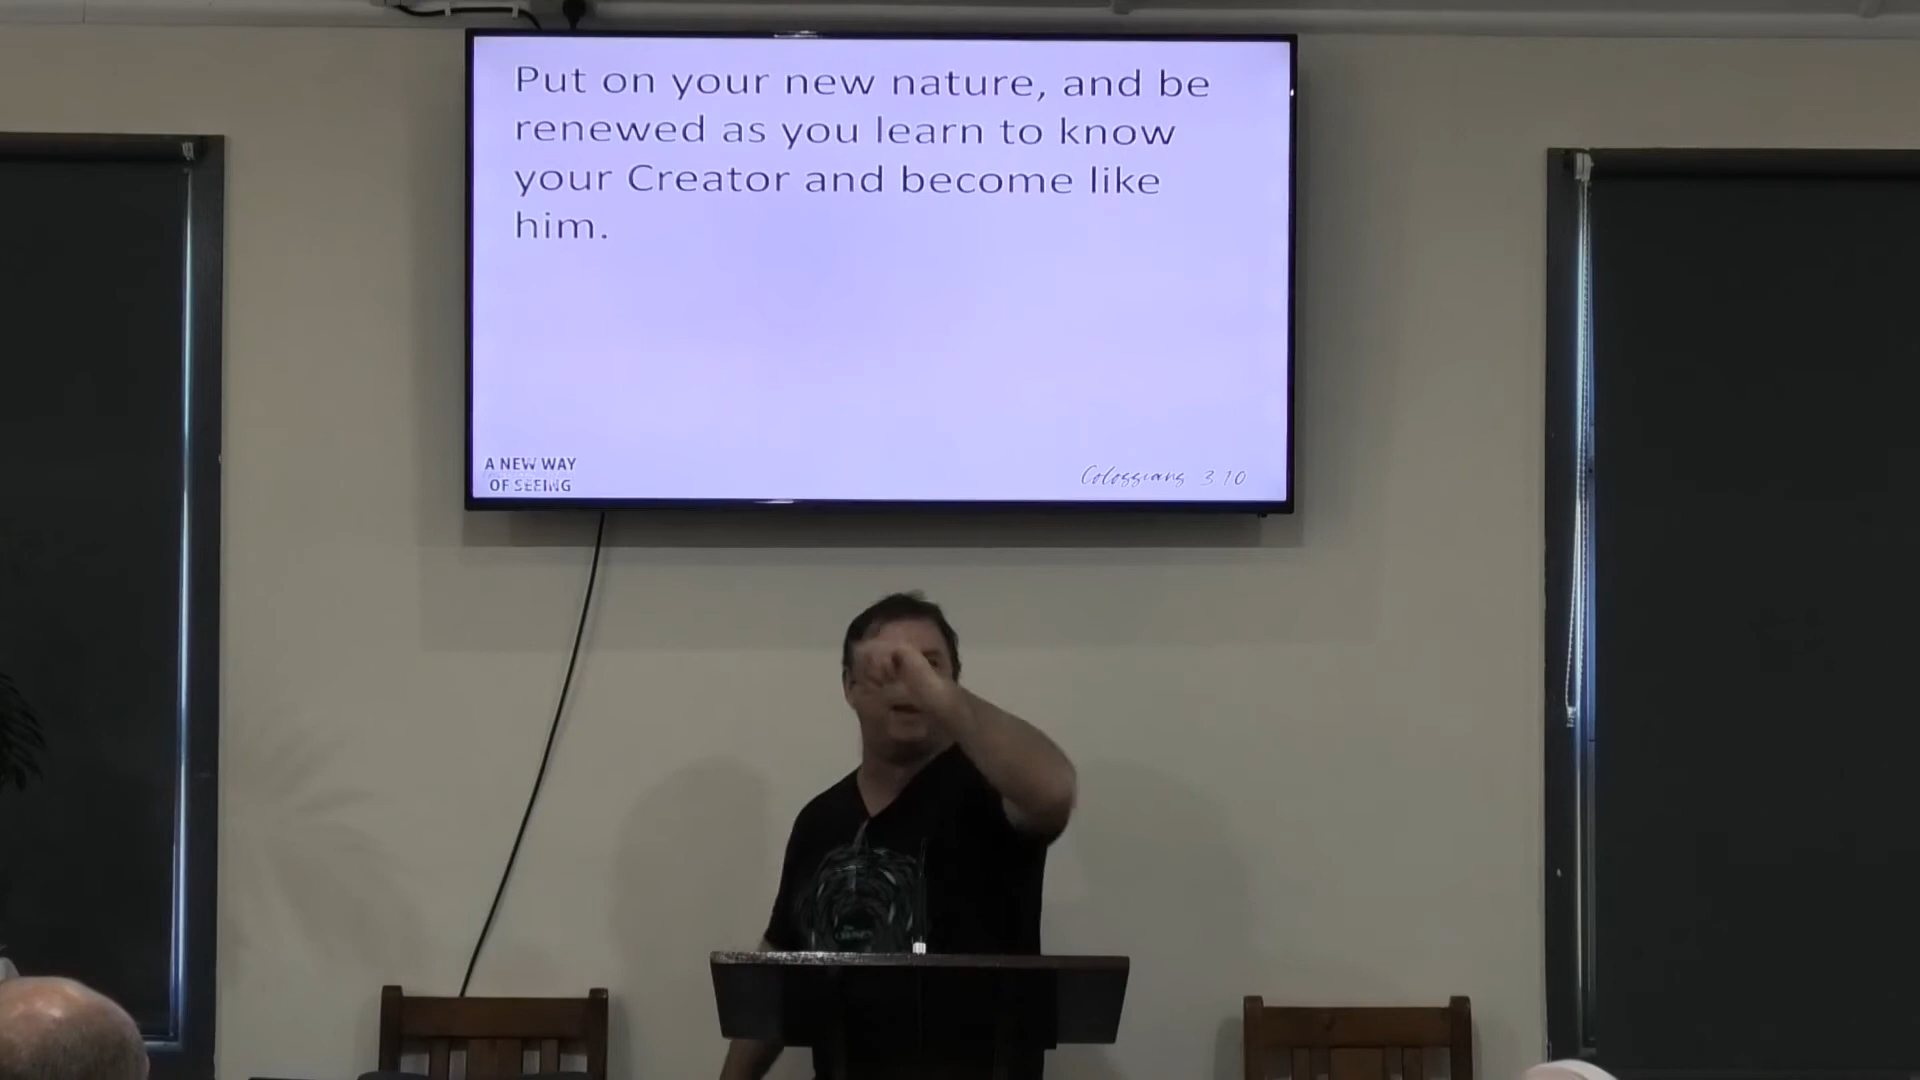 Put on your new nature, and be
renewed as you learn to know
your Creator and become like
him.
A NEW WAY
OF SEEING
Colossians 3 10